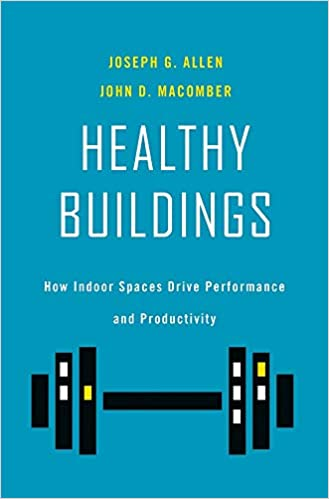 JOSEPH G. ALLEN
JOHN D. MACOMBER
HEALTHY
BUILDINGS
How Indoor Spaces Drive Performance
and Productivity